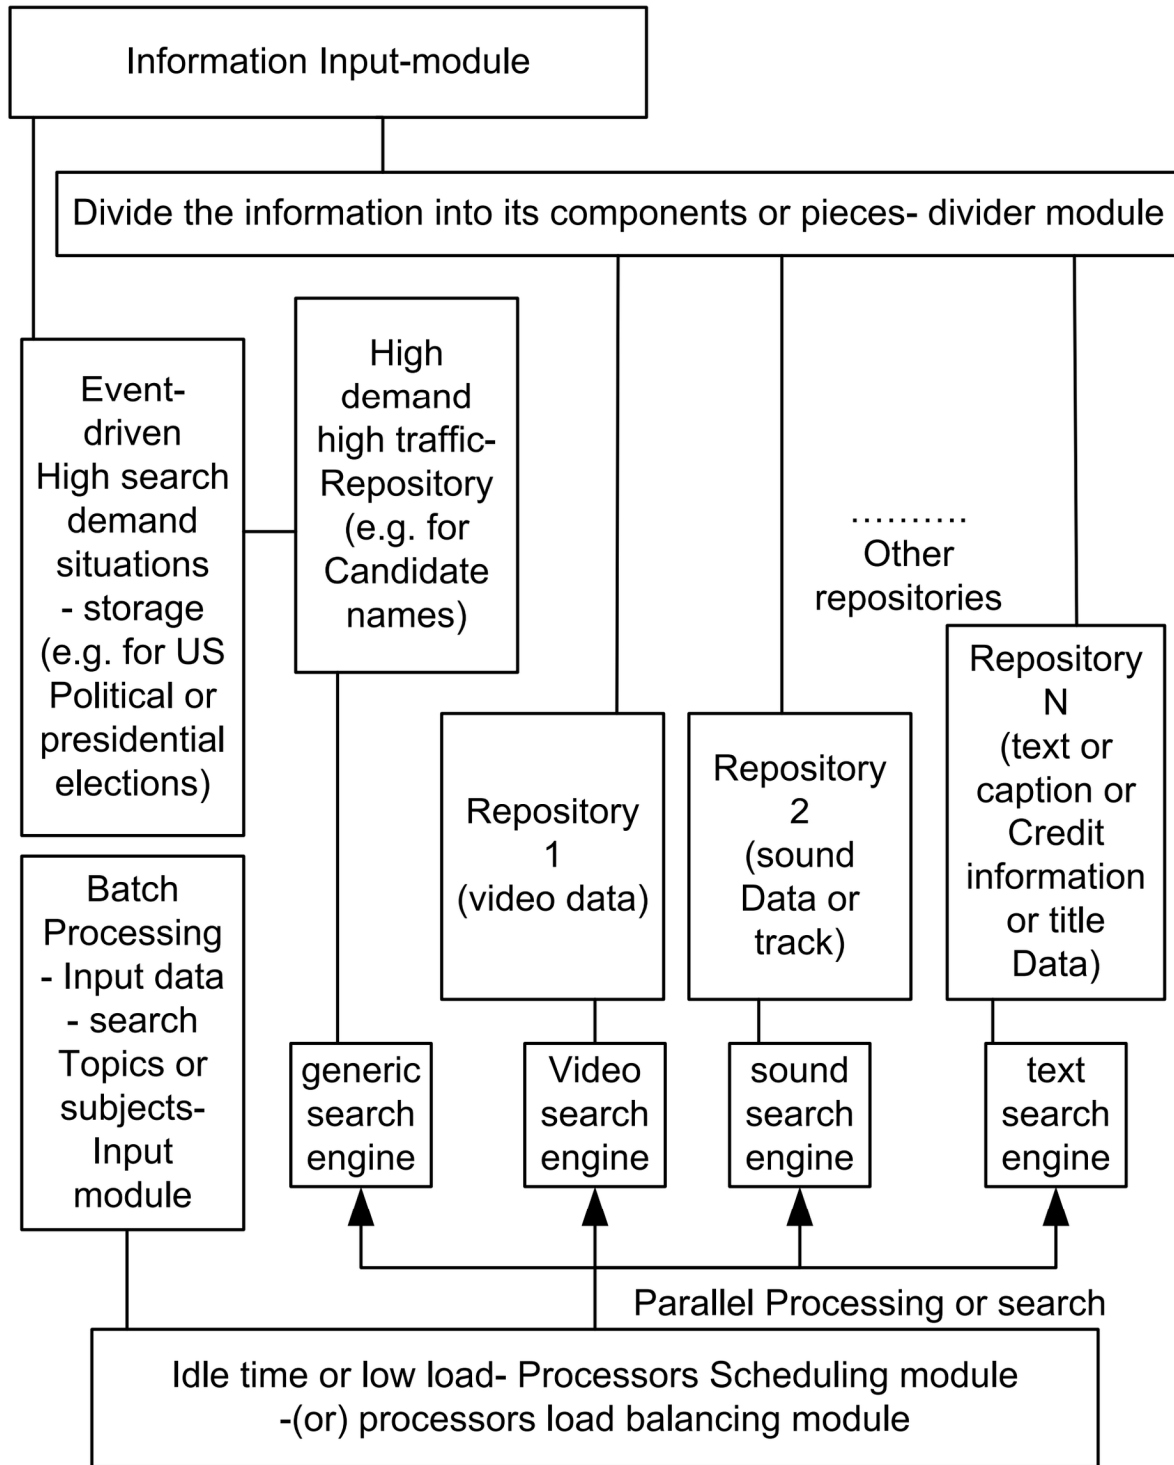 Information Input-module
Divide the information into its components or pieces- divider module
Event-
driven
High search
demand
situations
- storage
(e.g. for US
Political or
presidential
elections)
High
demand
high traffic-
Repository
(e.g. for
Candidate
names)
..........
Other
repositories
Repository
1
(video data)
Repository
2
(sound
Data or
track)
Repository
N
(text or
caption or
Credit
information
or title
Data)
Batch
Processing
- Input data
- search
Topics or
subjects-
Input
module
generic
search
engine
Video
search
engine
sound
search
engine
text
search
engine
Parallel Processing or search
Idle time or low load- Processors Scheduling module
-(or) processors load balancing module